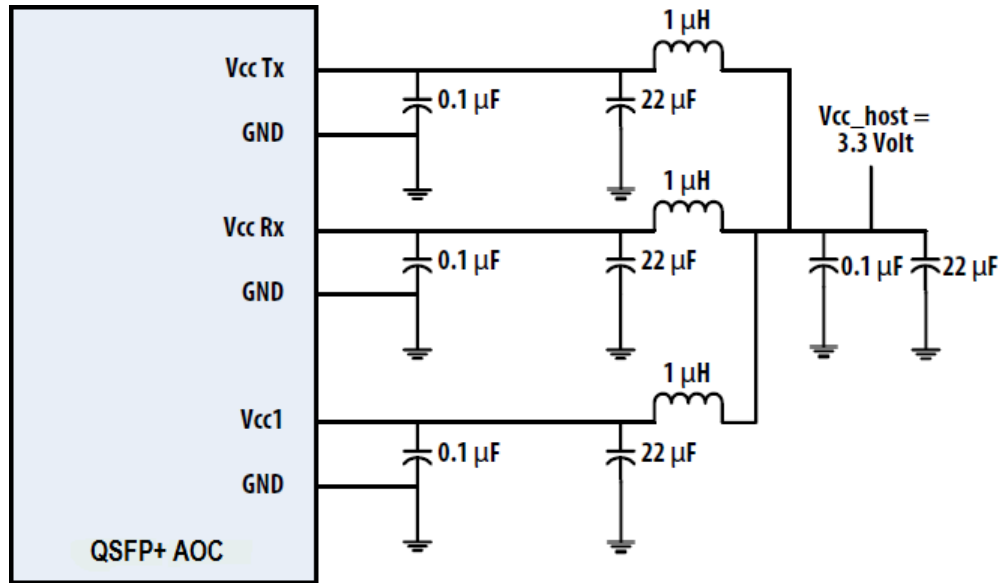 1 μH
Vcc Tx
0.1 μF
22 μF
GND
Vcc_host =
3.3 Volt
1 μH
Vcc Rx
0.1 μF
22 μF
0.1 μF
22 μF
GND
1 μH
Vcc1
0.1 μF
22 μF
GND
QSFP+ AOC